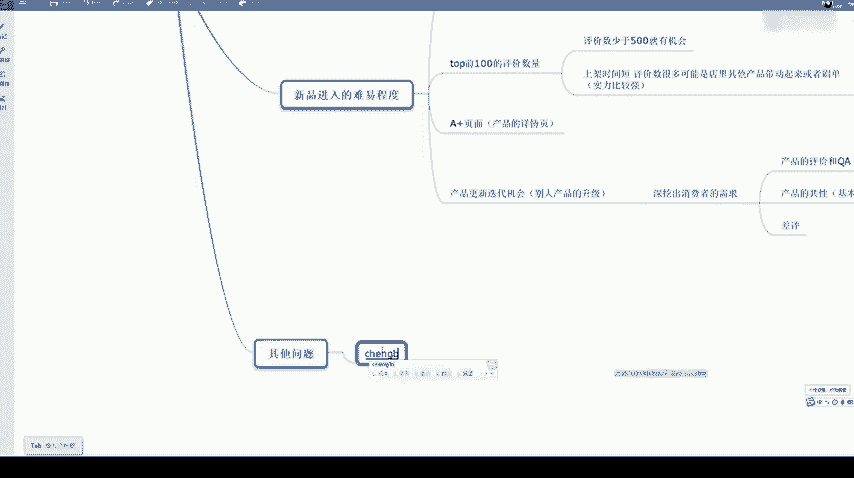 评价数少于500就有机会
top前100的评价数量
上架时间短 评价数很多可能是店里其他产品带动起来或者刷单
（实力比较强）
新品进入的难易程度
A+页面（产品的详情页）
产品的评价和QA
产品更新迭代机会（别人产品的升级）
深挖出消费者的需求
产品的共性（基本
差评
其他问题
chengb